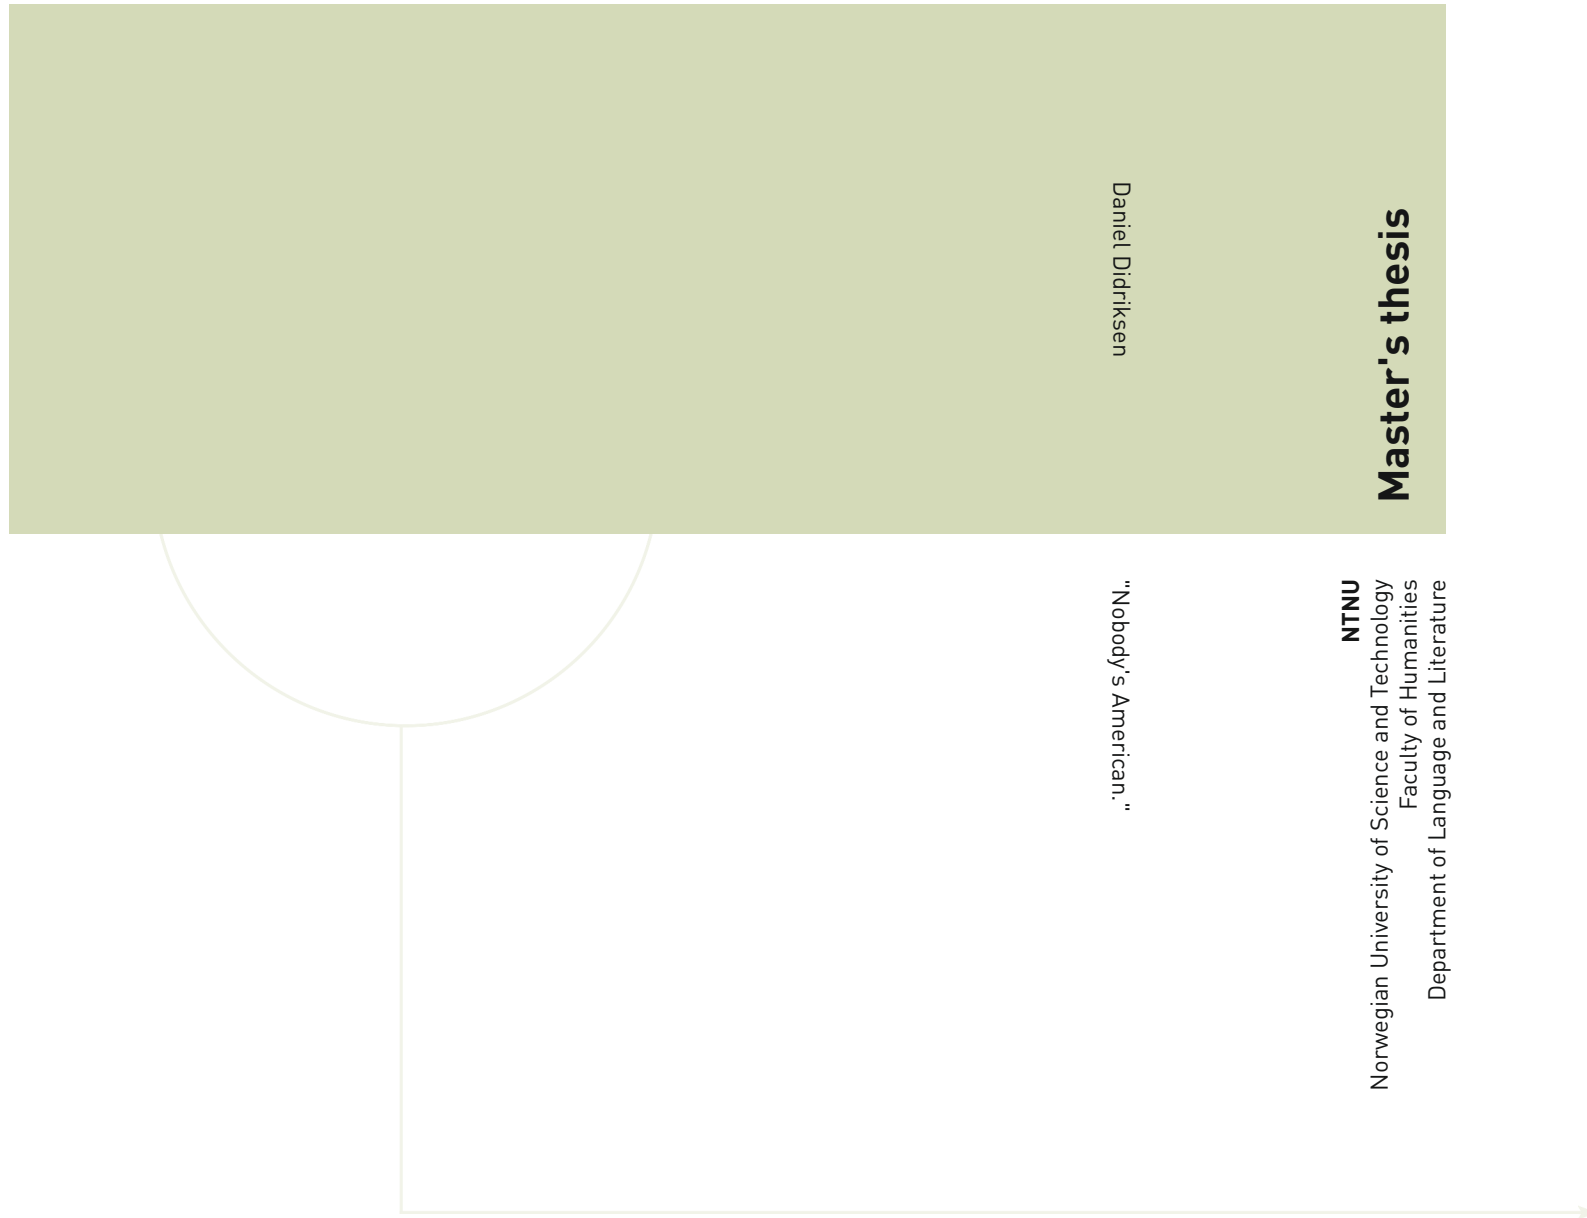 Daniel Didriksen
"Nobody's American."
Master's thesis
NTNU
Norwegian University of Science and Technology
Faculty of Humanities
Department of Language and Literature